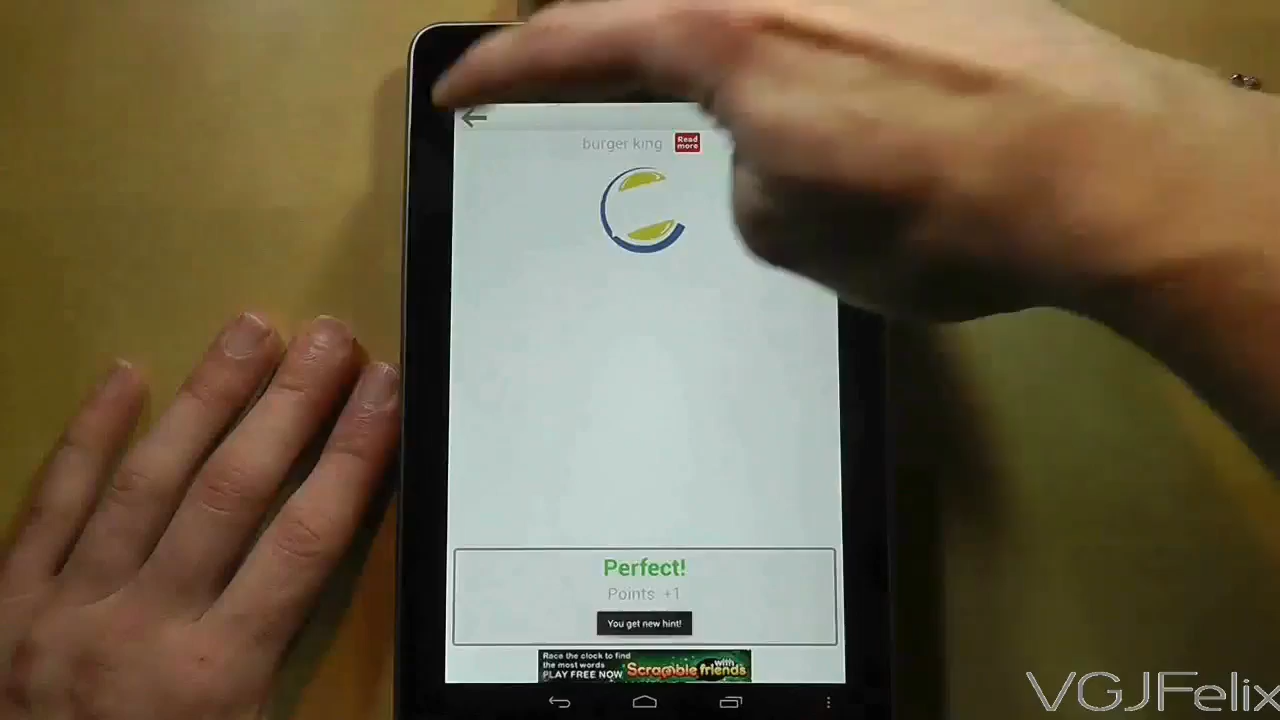 burger king
Read
more
Perfect!
Points +1
You get new hint!
Race the clock to find
the most words
PLAY FREE NOW
Scramble with friends
VGJFelix